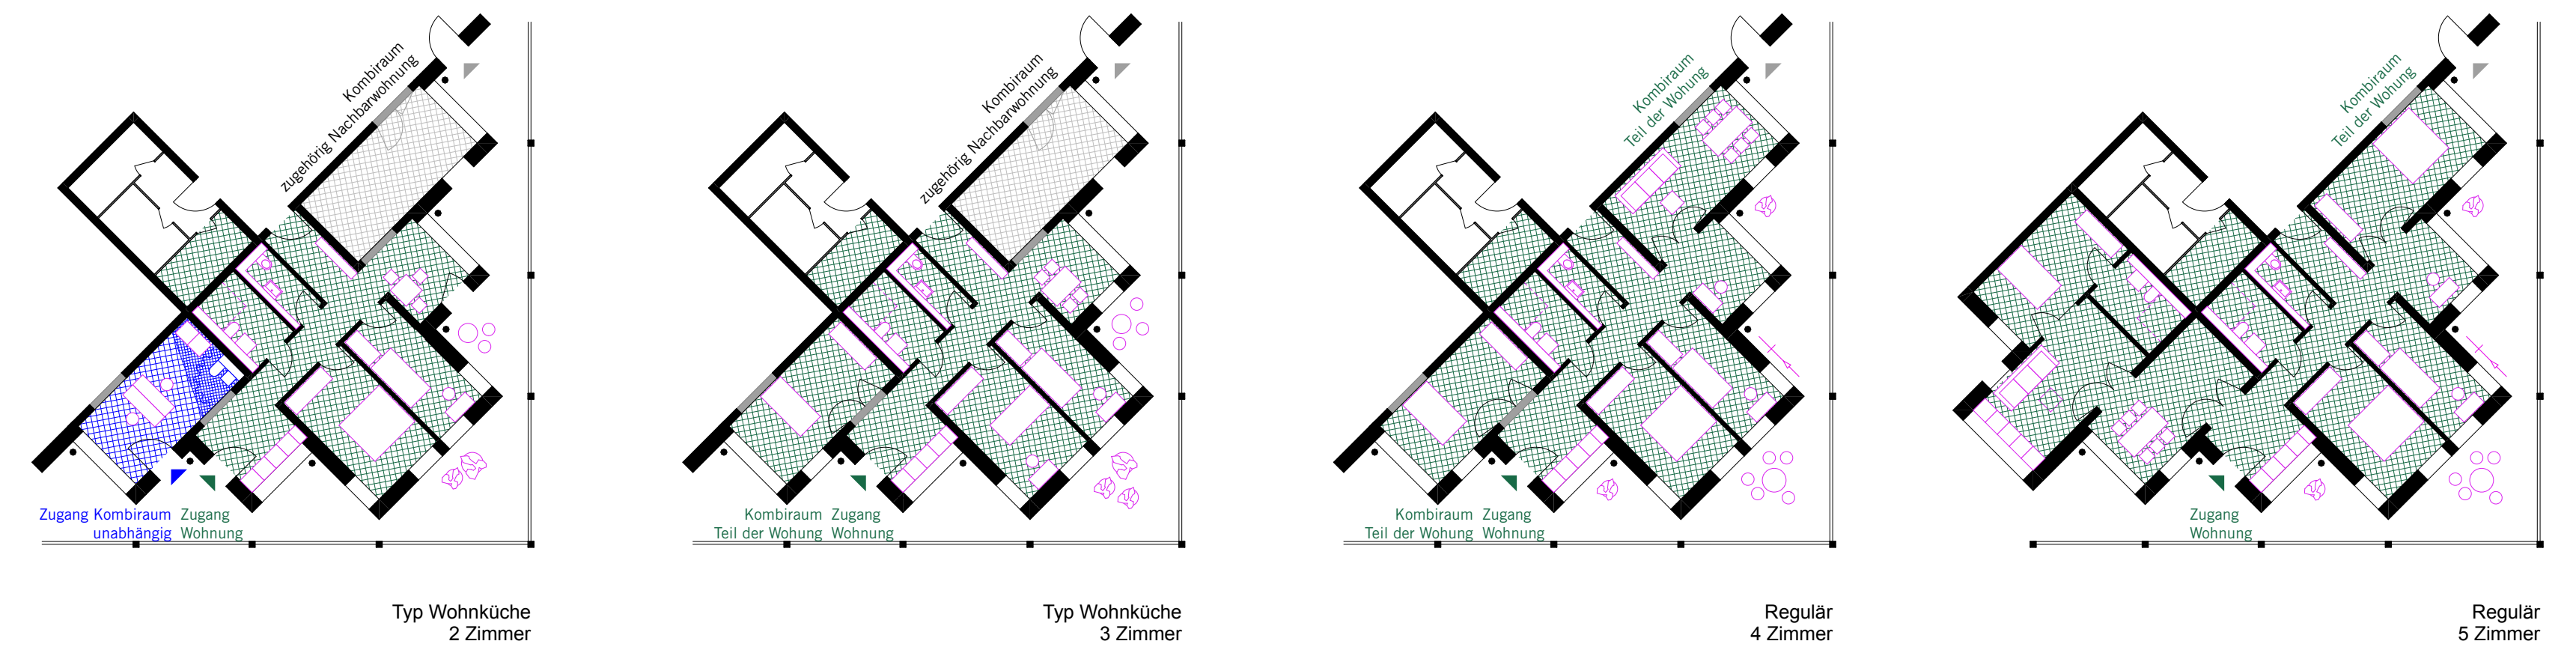 Kombiraum
zugehörig Nachbarwohnung
Zugang Kombiraum
unabhängig
Zugang
Wohnung
Typ Wohnküche
2 Zimmer
Kombiraum
zugehörig Nachbarwohnung
Kombiraum
Teil der Wohung
Zugang
Wohnung
Typ Wohnküche
3 Zimmer
Kombiraum
Teil der Wohung
Kombiraum
Teil der Wohung
Zugang
Wohnung
Regulär
4 Zimmer
Kombiraum
Teil der Wohung
Zugang
Wohnung
Regulär
5 Zimmer